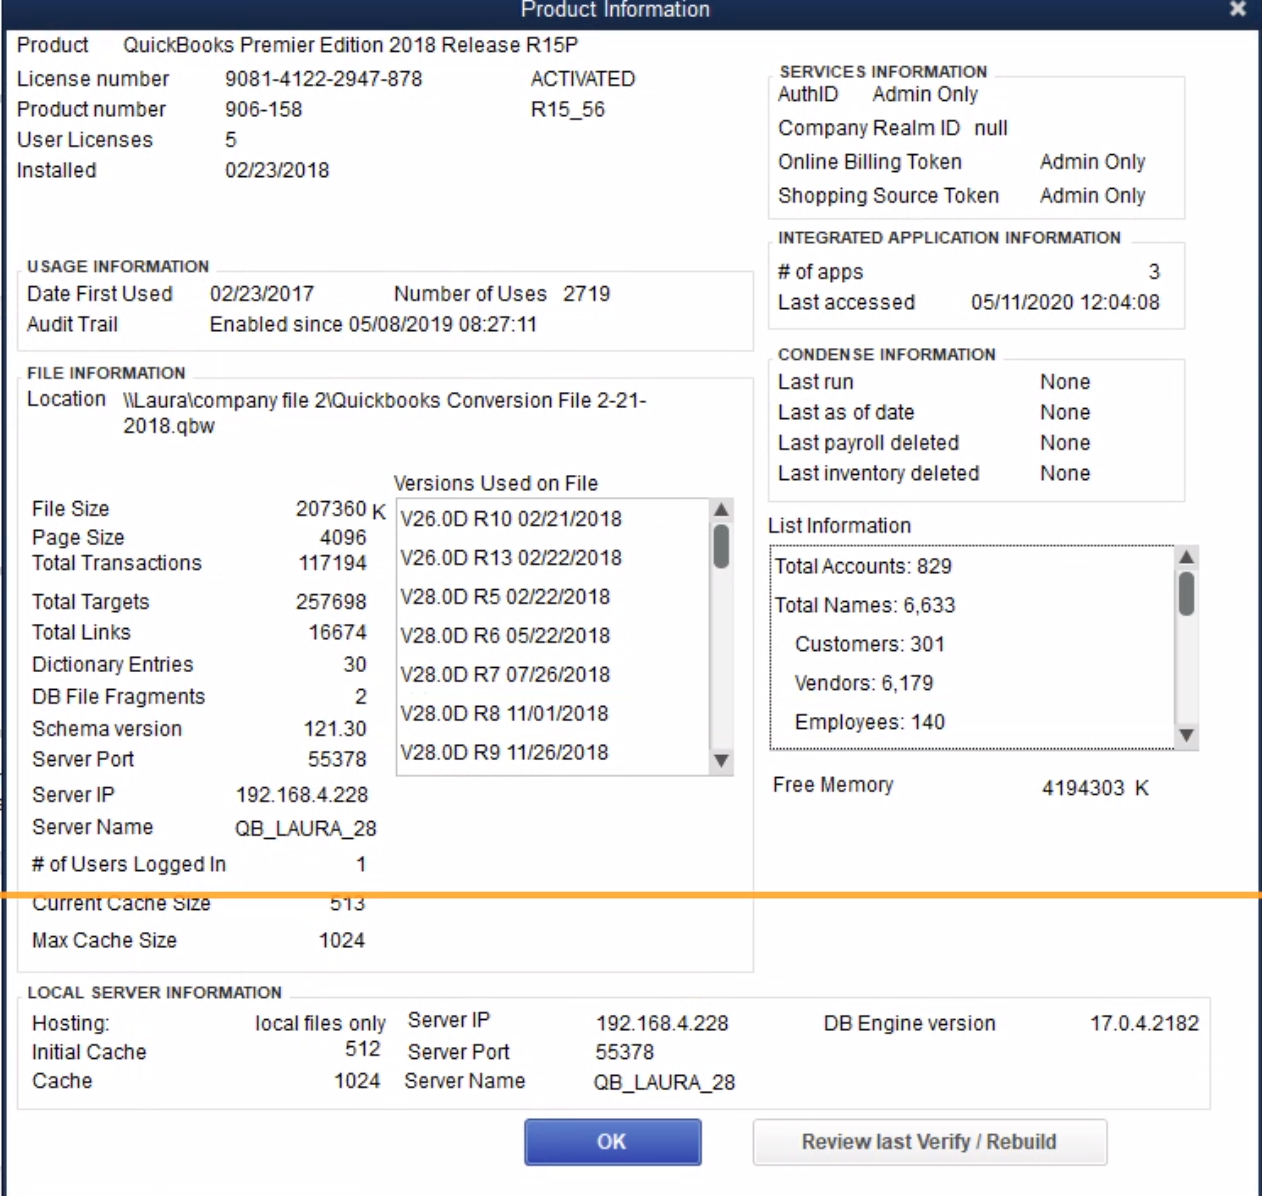 Product Information
Product QuickBooks Premier Edition 2018 Release R15P
License number 9081-4122-2947-878 ACTIVATED
Product number 906-158 R15_56
User Licenses 5
Installed 02/23/2018
SERVICES INFORMATION
AuthID Admin Only
Company Realm ID null
Online Billing Token Admin Only
Shopping Source Token Admin Only
USAGE INFORMATION
Date First Used 02/23/2017 Number of Uses 2719
Audit Trail Enabled since 05/08/2019 08:27:11
INTEGRATED APPLICATION INFORMATION
# of apps 3
Last accessed 05/11/2020 12:04:08
FILE INFORMATION
Location \\Laura\company file 2\Quickbooks Conversion File 2-21-
2018.qbw
CONDENSE INFORMATION
Last run None
Last as of date None
Last payroll deleted None
Last inventory deleted None
File Size 207360 K
Page Size 4096
Total Transactions 117194
Total Targets 257698
Total Links 16674
Dictionary Entries 30
DB File Fragments 2
Schema version 121.30
Server Port 55378
Server IP 192.168.4.228
Server Name QB_LAURA_28
# of Users Logged In 1
Current Cache Size 513
Max Cache Size 1024
Versions Used on File
V26.0D R10 02/21/2018
V26.0D R13 02/22/2018
V28.0D R5 02/22/2018
V28.0D R6 05/22/2018
V28.0D R7 07/26/2018
V28.0D R8 11/01/2018
V28.0D R9 11/26/2018
List Information
Total Accounts: 829
Total Names: 6,633
Customers: 301
Vendors: 6,179
Employees: 140
Free Memory 4194303 K
LOCAL SERVER INFORMATION
Hosting: local files only Server IP 192.168.4.228 DB Engine version 17.0.4.2182
Initial Cache 512 Server Port 55378
Cache 1024 Server Name QB_LAURA_28
OK
Review last Verify / Rebuild